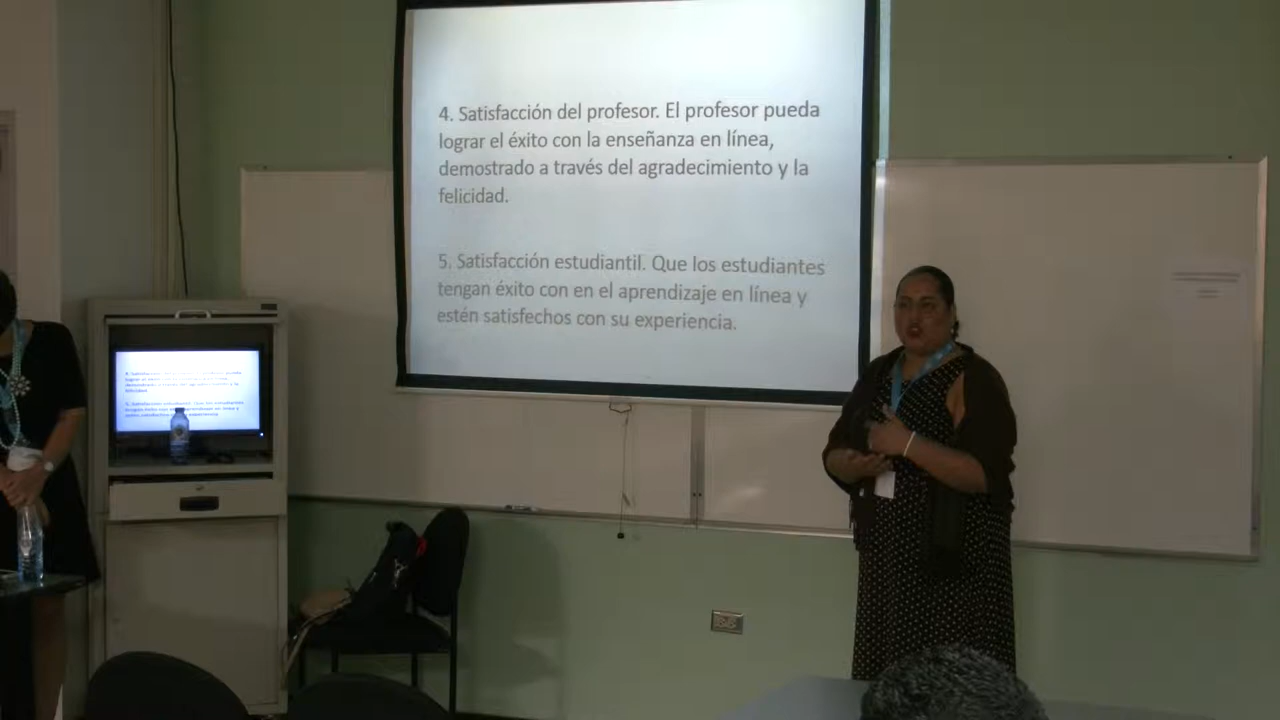 4. Satisfacción del profesor. El profesor pueda
lograr el éxito con la enseñanza en línea,
demostrado a través del agradecimiento y la
felicidad.
5. Satisfacción estudiantil. Que los estudiantes
tengan éxito con en el aprendizaje en línea y
estén satisfechos con su experiencia.